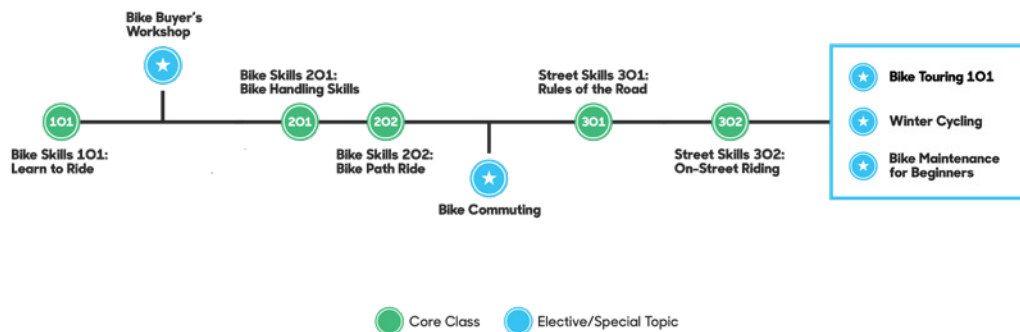 Bike Buyer's
Workshop
Bike Skills 201:
Bike Handling Skills
Street Skills 301:
Rules of the Road
Bike Touring 101
101
201
202
301
302
Winter Cycling
Bike Skills 101:
Learn to Ride
Bike Skills 202:
Bike Path Ride
Street Skills 302:
On-Street Riding
Bike Maintenance
for Beginners
Bike Commuting
Core Class
Elective/Special Topic